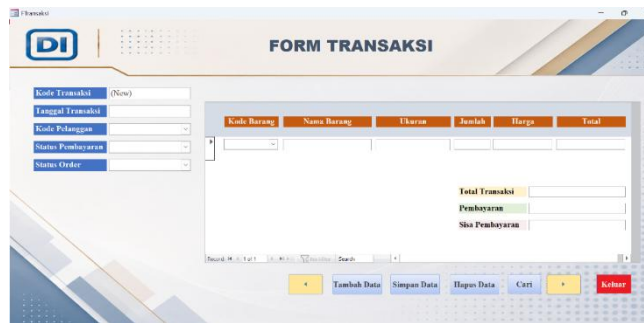 FTransaksi
DI
FORM TRANSAKSI
Kode Transaksi (New)
Tanggal Transaksi
Kode Pelanggan
Status Pembayaran
Status Order
Kode Barang Nama Barang Ukuran Jumlah Harga Total
Total Transaksi
Pembayaran
Sisa Pembayaran
Record: 1 of 1 Search
Tambah Data Simpan Data Hapus Data Cari Keluar